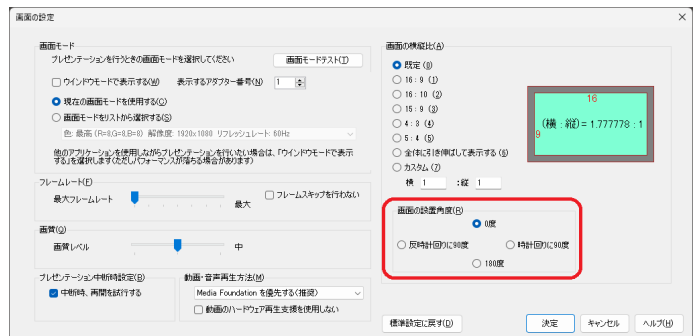 画面の設定
画面モード
プレゼンテーションを行うときの画面モードを選択してください
画面モードテスト(T)
ウインドウモードで表示する(W)
表示するアダプター番号(N)
1
現在の画面モードを使用する(C)
画面モードをリストから選択する(S)
色: 最高 (R=8,G=8,B=8) 解像度: 1920x1080 リフレッシュレート: 60Hz
他のアプリケーションを使用しながらプレゼンテーションを行いたい場合は、「ウインドウモードで表示
する」を選択します(ただしパフォーマンスが落ちる場合があります)
フレームレート(F)
最大フレームレート
最大
フレームスキップを行わない
画質(Q)
画質レベル
中
プレゼンテーション中断時設定(B)
中断時、再開を試行する
動画・音声再生方法(M)
Media Foundation を優先する(推奨)
動画のハードウェア再生支援を使用しない
画面の横縦比(A)
既定 (0)
16 : 9 (1)
16 : 10 (2)
15 : 9 (3)
4 : 3 (4)
5 : 4 (5)
全体に引き伸ばして表示する (6)
カスタム (7)
横 1 :縦 1
16
9
(横 : 縦) = 1.777778 : 1
画面の設置角度(R)
0度
反時計回りに90度
時計回りに90度
180度
標準設定に戻す(D)
決定
キャンセル
ヘルプ(H)